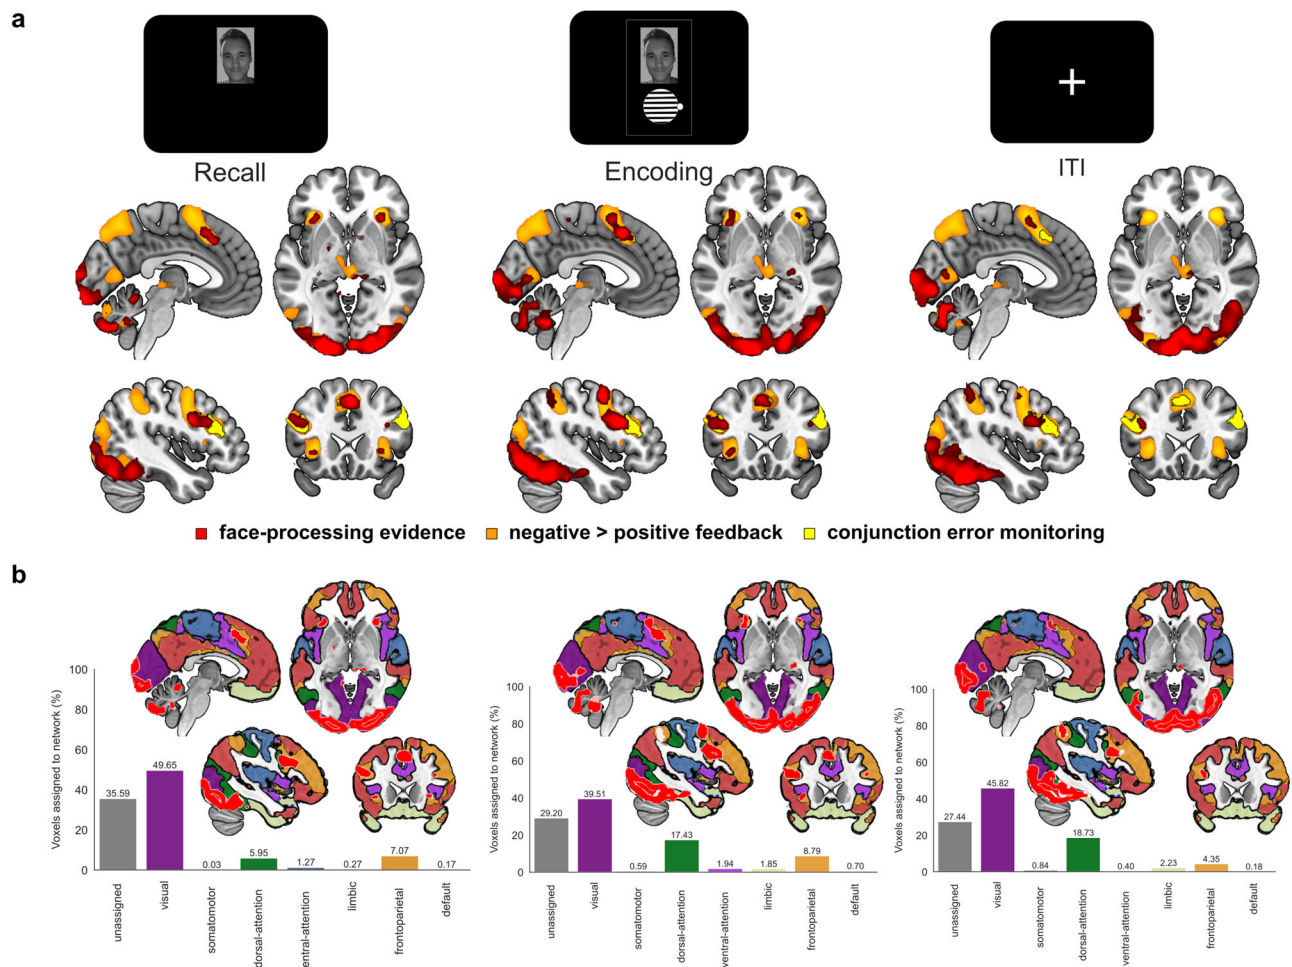 a
Recall
Encoding
ITI
face-processing evidence
negative > positive feedback
conjunction error monitoring
b
Voxels assigned to network (%)
100
80
60
40
20
0
35.59
49.65
0.03
5.95
1.27
0.27
7.07
0.17
unassigned
visual
somatomotor
dorsal-attention
entral-attention
limbic
frontoparietal
default
Voxels assigned to network (%)
100
80
60
40
20
0
29.20
39.51
0.59
17.43
1.94
1.85
8.79
0.70
unassigned
visual
somatomotor
dorsal-attention
ventral-attention
limbic
frontoparietal
default
Voxels assigned to network (%)
100
80
60
40
20
0
27.44
45.82
0.84
18.73
0.40
2.23
4.35
0.18
unassigned
visual
somatomotor
dorsal-attention
ventral-attention
limbic
frontoparietal
default